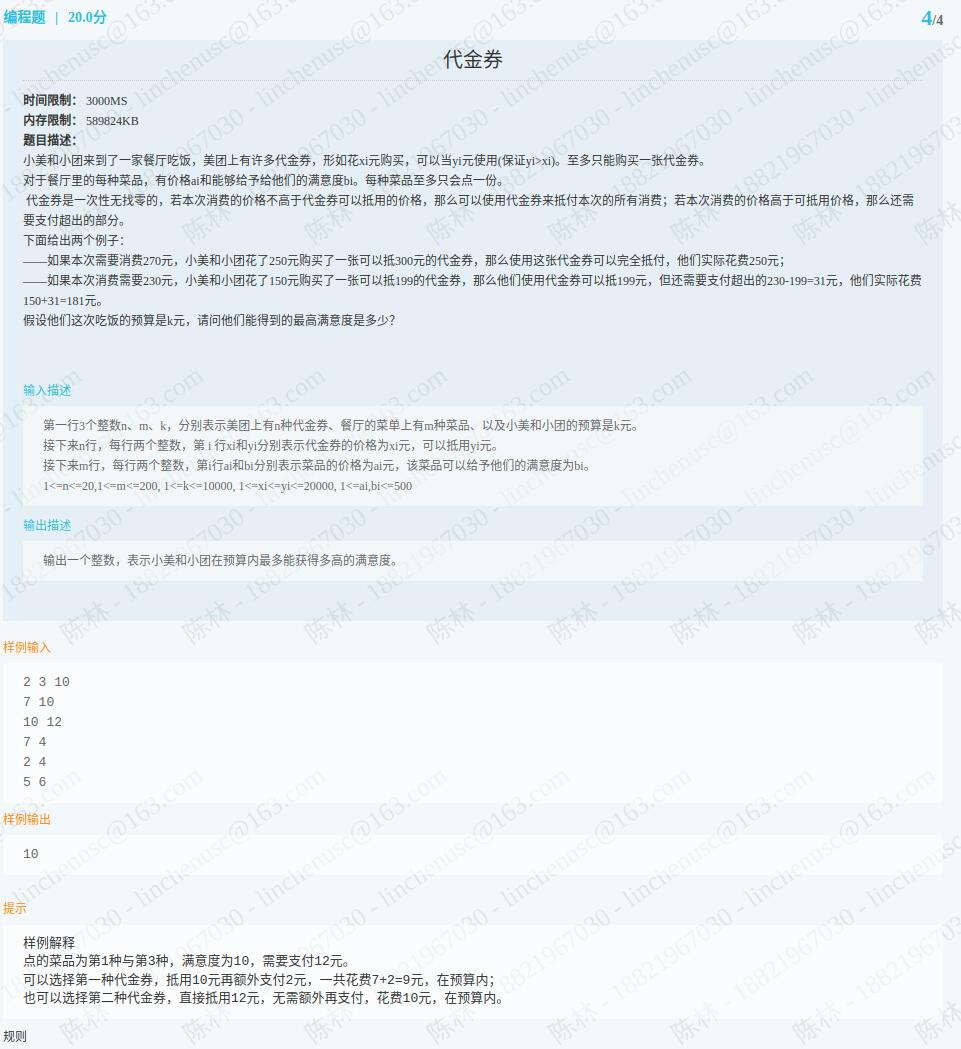 编程题 | 20.0分
4/4
代金券
时间限制： 3000MS
内存限制： 589824KB
题目描述：
小美和小团来到了一家餐厅吃饭，美团上有许多代金券，形如花xi元购买，可以当yi元使用(保证yi>xi)。至多只能购买一张代金券。
对于餐厅里的每种菜品，有价格ai和能够给予给他们的满意度bi。每种菜品至多只会点一份。
代金券是一次性无找零的，若本次消费的价格不高于代金券可以抵用的价格，那么可以使用代金券来抵付本次的所有消费；若本次消费的价格高于可抵用价格，那么还需
要支付超出的部分。
下面给出两个例子：
——如果本次需要消费270元，小美和小团花了250元购买了一张可以抵300元的代金券，那么使用这张代金券可以完全抵付，他们实际花费250元；
——如果本次消费需要230元，小美和小团花了150元购买了一张可以抵199的代金券，那么他们使用代金券可以抵199元，但还需要支付超出的230-199=31元，他们实际花费
150+31=181元。
假设他们这次吃饭的预算是k元，请问他们能得到的最高满意度是多少？
输入描述
第一行3个整数n、m、k，分别表示美团上有n种代金券、餐厅的菜单上有m种菜品、以及小美和小团的预算是k元。
接下来n行，每行两个整数，第 i 行xi和yi分别表示代金券的价格为xi元，可以抵用yi元。
接下来m行，每行两个整数，第i行ai和bi分别表示菜品的价格为ai元，该菜品可以给予他们的满意度为bi。
1<=n<=20,1<=m<=200, 1<=k<=10000, 1<=xi<=yi<=20000, 1<=ai,bi<=500
输出描述
输出一个整数，表示小美和小团在预算内最多能获得多高的满意度。
样例输入
2 3 10
7 10
10 12
7 4
2 4
5 6
样例输出
10
提示
样例解释
点的菜品为第1种与第3种，满意度为10，需要支付12元。
可以选择第一种代金券，抵用10元再额外支付2元，一共花费7+2=9元，在预算内；
也可以选择第二种代金券，直接抵用12元，无需额外再支付，花费10元，在预算内。
规则
陈林 - 18821967030 - linchenusc@163.com